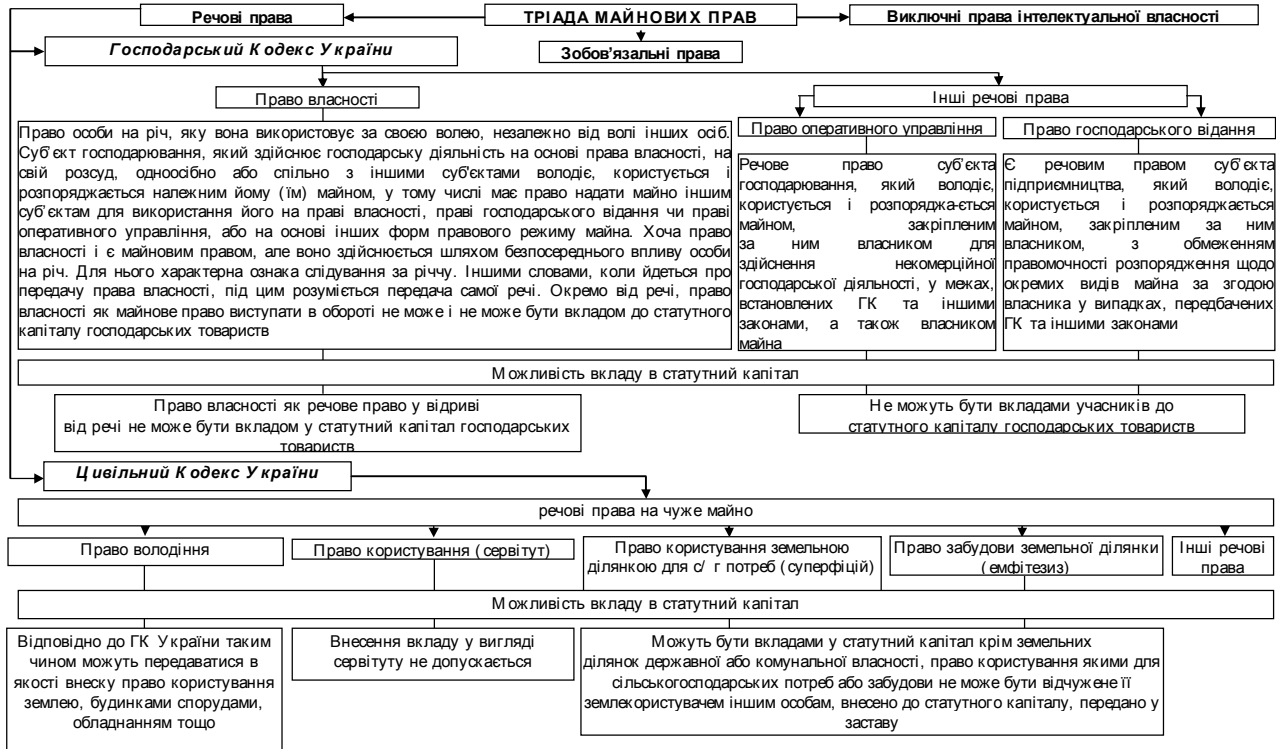 Речові права
ТРІАДА МАЙНОВИХ ПРАВ
Виключні права інтелектуальної власності
Господарський Кодекс України
Зобов’язальні права
Право власності
Інші речові права
Право особи на річ, яку вона використовує за своєю волею, незалежно від волі інших осіб.
Суб’єкт господарювання, який здійснює господарську діяльність на основі права власності, на
свій розсуд, одноосібно або спільно з іншими суб'єктами володіє, користується і
розпоряджається належним йому (їм) майном, у тому числі має право надати майно іншим
суб’єктам для використання його на праві власності, праві господарського відання чи праві
оперативного управління, або на основі інших форм правового режиму майна. Хоча право
власності і є майновим правом, але воно здійснюється шляхом безпосереднього впливу особи
на річ. Для нього характерна ознака слідування за річчу. Іншими словами, коли йдеться про
передачу права власності, під цим розуміється передача самої речі. Окремо від речі, право
власності як майнове право виступати в обороті не може і не може бути вкладом до статутного
капіталу господарських товариств
Право оперативного управління
Речове право суб’єкта
господарювання, який володіє,
користується і розпоряджа-ється
майном, закріпленим
за ним власником для
здійснення некомерційної
господарської діяльності, у межах,
встановлених ГК та іншими
законами, а також власником
майна
Право господарського відання
Є речовим правом суб’єкта
підприємництва, який володіє,
користується і розпоряджається
майном, закріпленим за ним
власником, з обмеженням
правомочності розпорядження щодо
окремих видів майна за згодою
власника у випадках, передбачених
ГК та іншими законами
Можливість вкладу в статутний капітал
Право власності як речове право у відриві
від речі не може бути вкладом у статутний капітал господарських
товариств
Не можуть бути вкладами учасників до
статутного капіталу господарських товариств
Цивільний Кодекс України
речові права на чуже майно
Право володіння
Право користування (сервітут)
Право користування земельною
ділянкою для с/ г потреб (суперфіцій)
Право забудови земельної ділянки
(емфітезиз)
Інші речові
права
Можливість вкладу в статутний капітал
Відповідно до ГК України таким
чином можуть передаватися в
якості внеску право користування
землею, будинками спорудами,
обладнанням тощо
Внесення вкладу у вигляді
сервітуту не допускається
Можуть бути вкладами у статутний капітал крім земельних
ділянок державної або комунальної власності, право користування якими для
сільськогосподарських потреб або забудови не може бути відчужене її
землекористувачем іншим особам, внесено до статутного капіталу, передано у
заставу